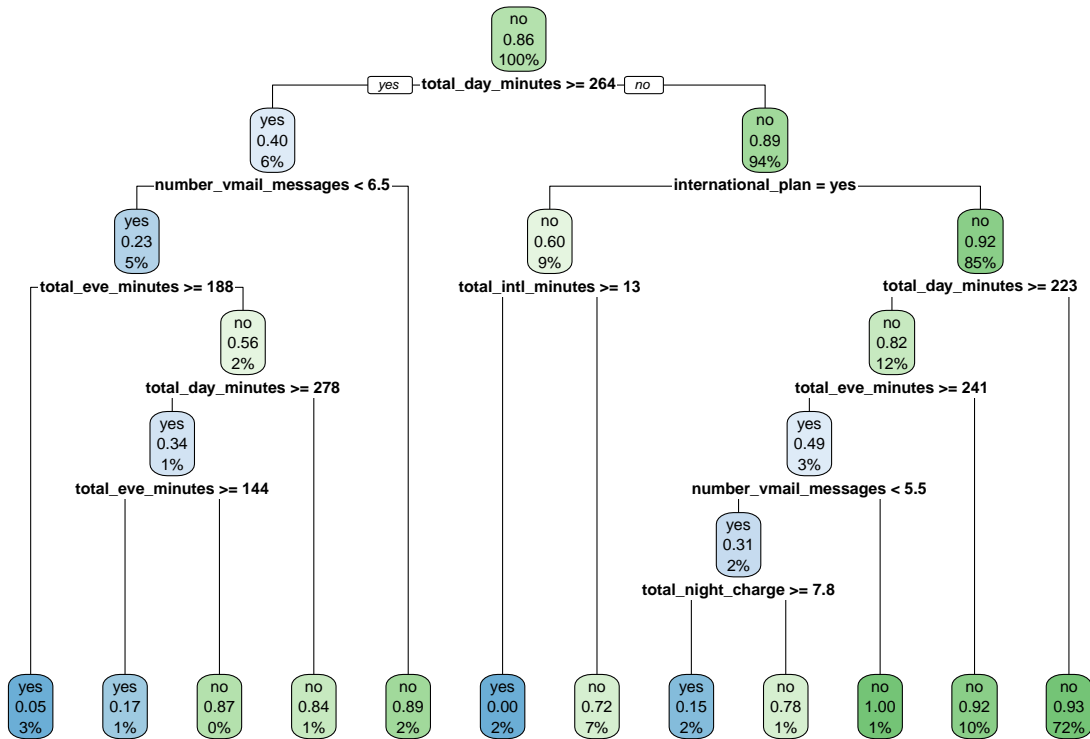 no
0.86
100%
yes total_day_minutes >= 264 no
yes
0.40
6%
no
0.89
94%
number_vmail_messages < 6.5
international_plan = yes
yes
0.23
5%
no
0.60
9%
no
0.92
85%
total_eve_minutes >= 188
total_intl_minutes >= 13
total_day_minutes >= 223
no
0.56
2%
no
0.82
12%
total_day_minutes >= 278
total_eve_minutes >= 241
yes
0.34
1%
yes
0.49
3%
total_eve_minutes >= 144
number_vmail_messages < 5.5
yes
0.31
2%
total_night_charge >= 7.8
yes
0.05
3%
yes
0.17
1%
no
0.87
0%
no
0.84
1%
no
0.89
2%
yes
0.00
2%
no
0.72
7%
yes
0.15
2%
no
0.78
1%
no
1.00
1%
no
0.92
10%
no
0.93
72%